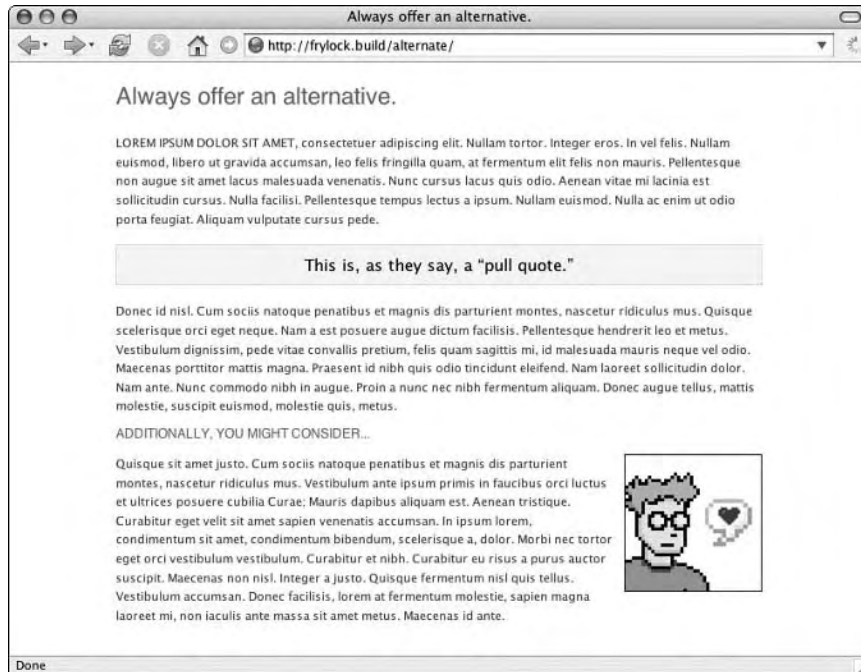 Always offer an alternative.
http://frylock.build/alternate/
Always offer an alternative.
LOREM IPSUM DOLOR SIT AMET, consectetuer adipiscing elit. Nullam tortor. Integer eros. In vel felis. Nullam
euismod, libero ut gravida accumsan, leo felis fringilla quam, at fermentum elit felis non mauris. Pellentesque
non augue sit amet lacus malesuada venenatis. Nunc cursus lacus quis odio. Aenean vitae mi lacinia est
sollicitudin cursus. Nulla facilisi. Pellentesque tempus lectus a ipsum. Nullam euismod. Nulla ac enim ut odio
porta feugiat. Aliquam vulputate cursus pede.
This is, as they say, a “pull quote.”
Donec id nisl. Cum sociis natoque penatibus et magnis dis parturient montes, nascetur ridiculus mus. Quisque
scelerisque orci eget neque. Nam a est posuere augue dictum facilisis. Pellentesque hendrerit leo et metus.
Vestibulum dignissim, pede vitae convallis pretium, felis quam sagittis mi, id malesuada mauris neque vel odio.
Maecenas porttitor mattis magna. Praesent id nibh quis odio tincidunt eleifend. Nam laoreet sollicitudin dolor.
Nam ante. Nunc commodo nibh in augue. Proin a nunc nec nibh fermentum aliquam. Donec augue tellus, mattis
molestie, suscipit euismod, molestie quis, metus.
ADDITIONALLY, YOU MIGHT CONSIDER...
Quisque sit amet justo. Cum sociis natoque penatibus et magnis dis parturient
montes, nascetur ridiculus mus. Vestibulum ante ipsum primis in faucibus orci luctus
et ultrices posuere cubilia Curae; Mauris dapibus aliquam est. Aenean tristique.
Curabitur eget velit sit amet sapien venenatis accumsan. In ipsum lorem,
condimentum sit amet, condimentum bibendum, scelerisque a, dolor. Morbi nec tortor
eget orci vestibulum vestibulum. Curabitur et nibh. Curabitur eu risus a purus auctor
suscipit. Maecenas non nisl. Integer a justo. Quisque fermentum nisl quis tellus.
Vestibulum accumsan. Donec facilisis, lorem at fermentum molestie, sapien magna
laoreet mi, non iaculis ante massa sit amet metus. Maecenas id ante.
Done